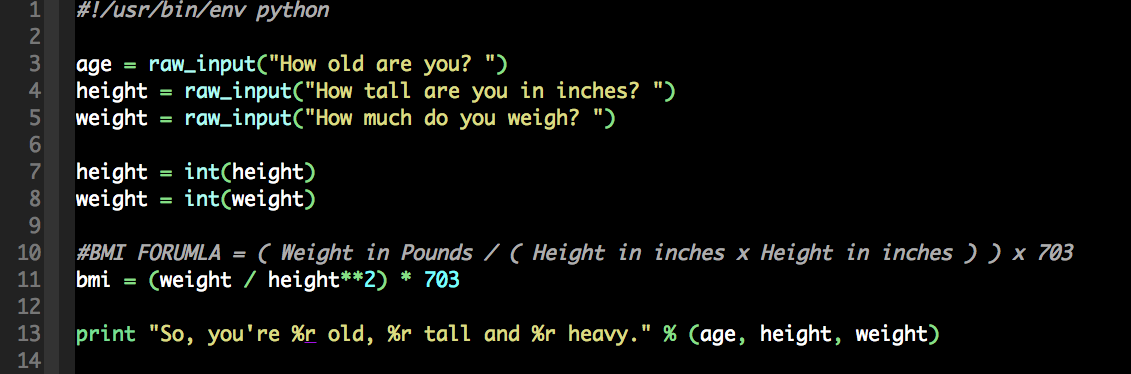 1 #!/usr/bin/env python
2
3 age = raw_input("How old are you? ")
4 height = raw_input("How tall are you in inches? ")
5 weight = raw_input("How much do you weigh? ")
6
7 height = int(height)
8 weight = int(weight)
9
10 #BMI FORUMLA = ( Weight in Pounds / ( Height in inches x Height in inches ) ) x 703
11 bmi = (weight / height**2) * 703
12
13 print "So, you're %r old, %r tall and %r heavy." % (age, height, weight)
14